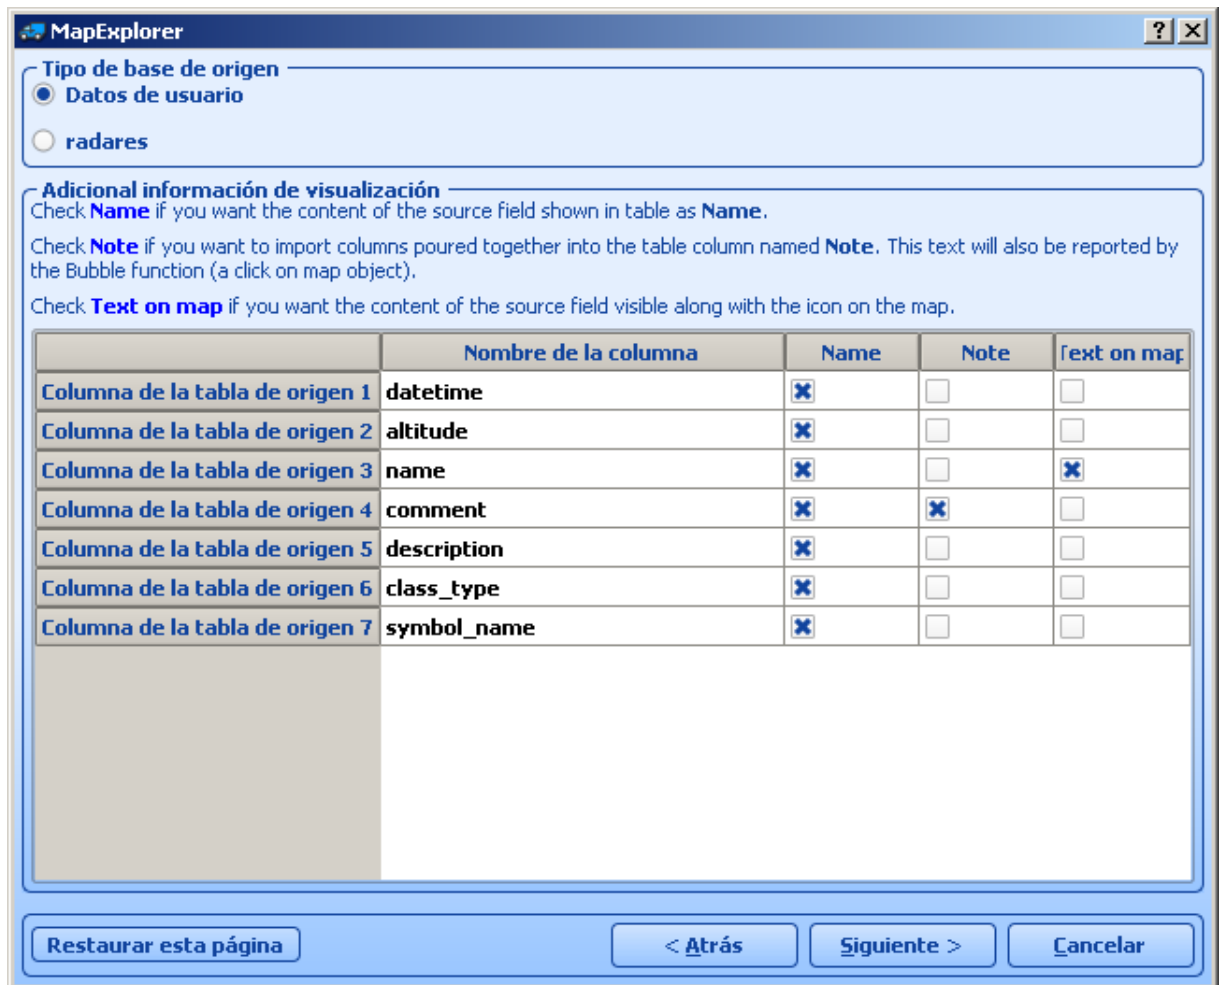 MapExplorer
Tipo de base de origen
Datos de usuario
radares
Adicional información de visualización
Check Name if you want the content of the source field shown in table as Name.
Check Note if you want to import columns poured together into the table column named Note. This text will also be reported by
the Bubble function (a click on map object).
Check Text on map if you want the content of the source field visible along with the icon on the map.
Nombre de la columna Name Note Text on map
Columna de la tabla de origen 1 datetime
Columna de la tabla de origen 2 altitude
Columna de la tabla de origen 3 name
Columna de la tabla de origen 4 comment
Columna de la tabla de origen 5 description
Columna de la tabla de origen 6 class_type
Columna de la tabla de origen 7 symbol_name
Restaurar esta página < Atrás Siguiente > Cancelar